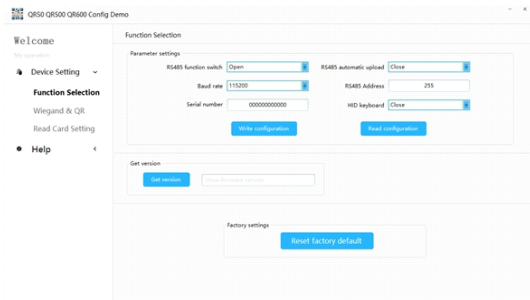 QR50 QR500 QR600 Config Demo
Welcome
My operation
Device Setting
Function Selection
Wiegand & QR
Read Card Setting
Help
Function Selection
Parameter settings
RS485 function switch Open
RS485 automatic upload Close
Baud rate 115200
RS485 Address 255
Serial number 000000000000
HID keyboard Close
Write configuration
Read configuration
Get version
Get version
Show firmware version
Factory settings
Reset factory default